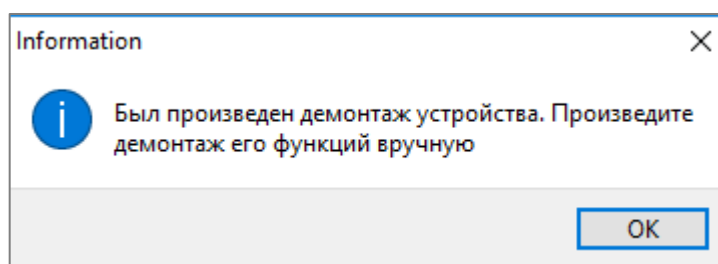 Information
Был произведен демонтаж устройства. Произведите
демонтаж его функций вручную
OK